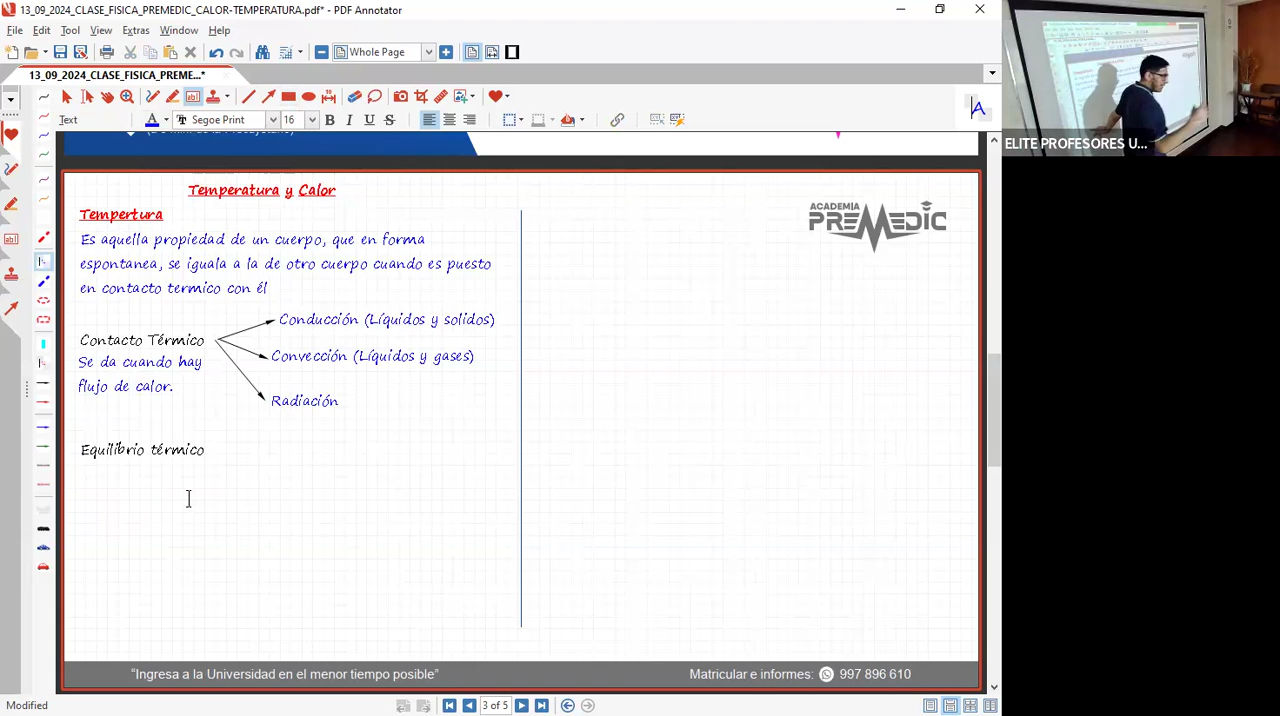 13_09_2024_CLASE_FISICA_PREMEDIC_CALOR-TEMPERATURA.pdf* - PDF Annotator
File Edit Tool View Extras Window Help
Whole Page
13_09_2024_CLASE_FISICA_PREME...*
Text
Segoe Print
16
B I U
A
ELITE PROFESORES U...
Temperatura y Calor
ACADEMIA
PREMEDIC
Tempertura
Es aquella propiedad de un cuerpo, que en forma
espontanea, se iguala a la de otro cuerpo cuando es puesto
en contacto termico con él
Conducción (Líquidos y solidos)
Contacto Térmico
Convección (Líquidos y gases)
Se da cuando hay
flujo de calor.
Radiación
Equilibrio térmico
“Ingresa a la Universidad en el menor tiempo posible”
Matricular e informes: 997 896 610
Modified
3 of 5